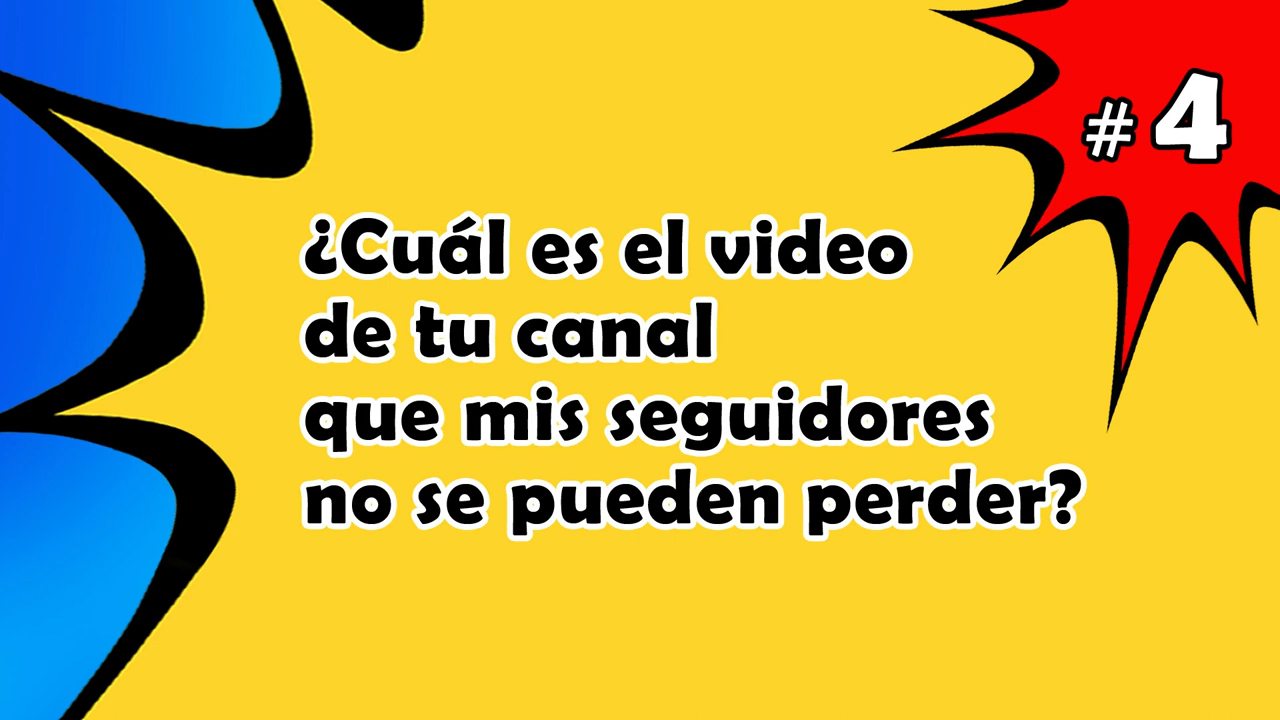 # 4
¿Cuál es el video
de tu canal
que mis seguidores
no se pueden perder?